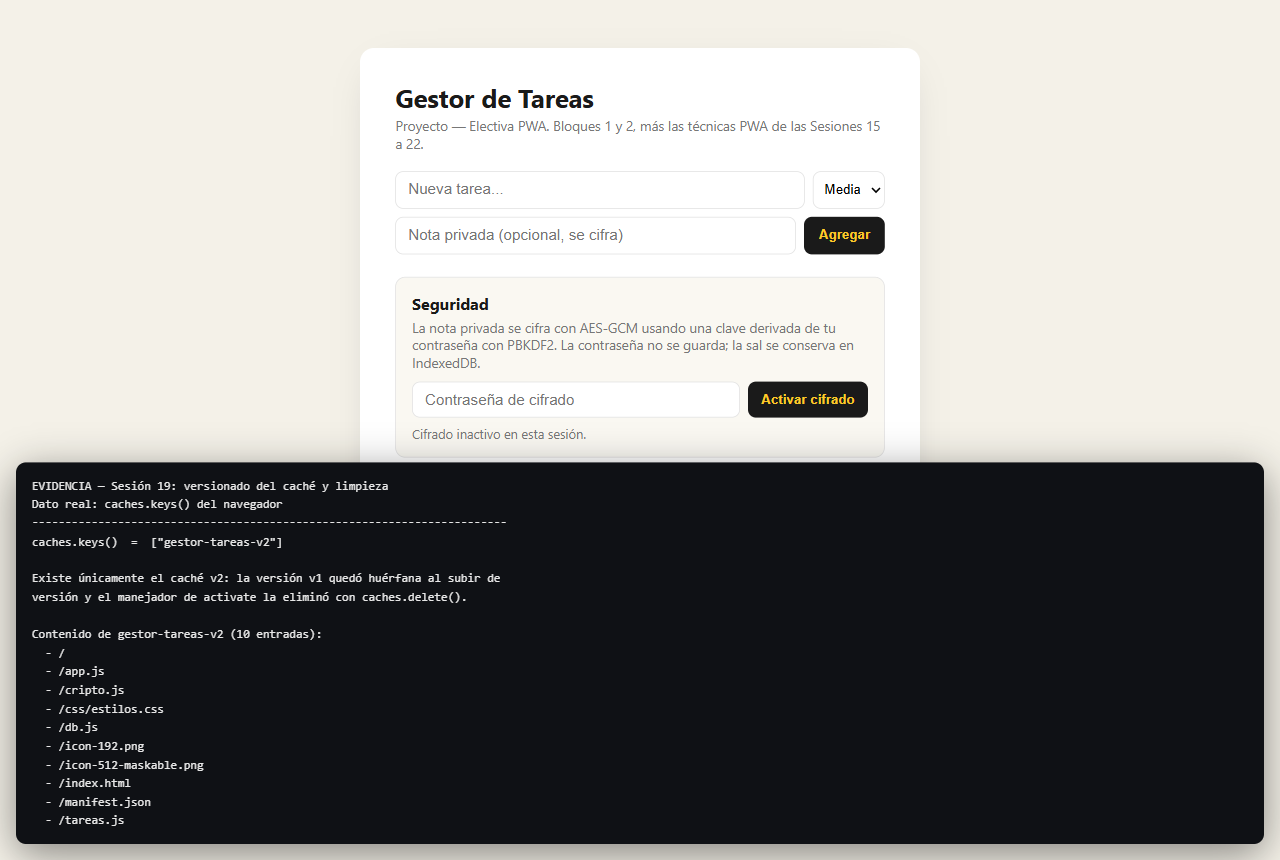 Gestor de Tareas
Proyecto — Electiva PWA. Bloques 1 y 2, más las técnicas PWA de las Sesiones 15
a 22.
Nueva tarea...
Media
Nota privada (opcional, se cifra)
Agregar
Seguridad
La nota privada se cifra con AES-GCM usando una clave derivada de tu
contraseña con PBKDF2. La contraseña no se guarda; la sal se conserva en
IndexedDB.
Contraseña de cifrado
Activar cifrado
Cifrado inactivo en esta sesión.
EVIDENCIA — Sesión 19: versionado del caché y limpieza
Dato real: caches.keys() del navegador
------------------------------------------------------------------------
caches.keys()  =  ["gestor-tareas-v2"]
Existe únicamente el caché v2: la versión v1 quedó huérfana al subir de
versión y el manejador de activate la eliminó con caches.delete().
Contenido de gestor-tareas-v2 (10 entradas):
- /
- /app.js
- /cripto.js
- /css/estilos.css
- /db.js
- /icon-192.png
- /icon-512-maskable.png
- /index.html
- /manifest.json
- /tareas.js